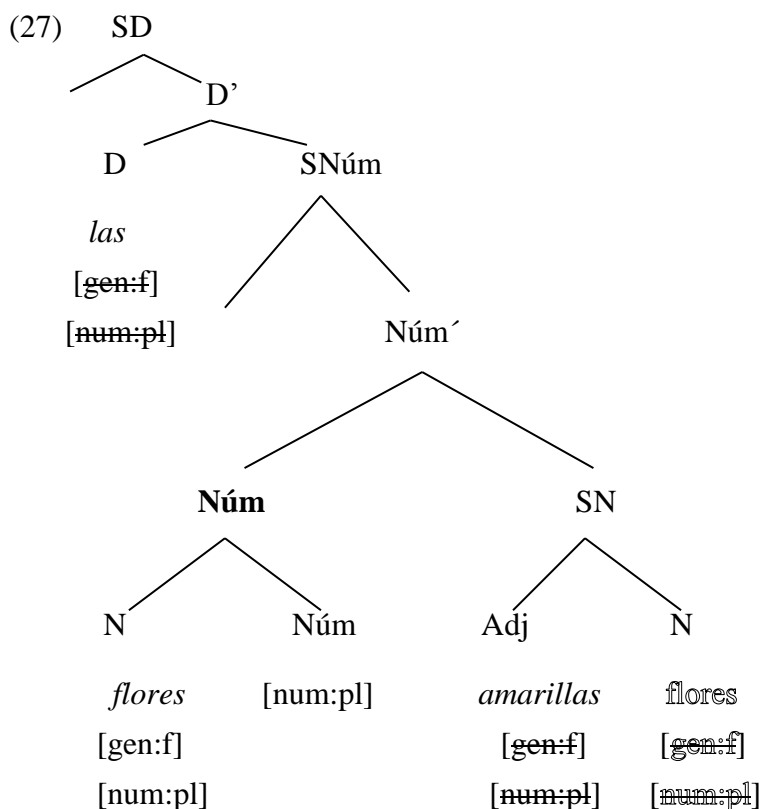 (27) SD
D’
D SNúm
las
[gen:f]
[num:pl] Núm´
Núm SN
N Núm Adj N
flores [num:pl] amarillas flores
[gen:f] [gen:f] [gen:f]
[num:pl] [num:pl] [num:pl]